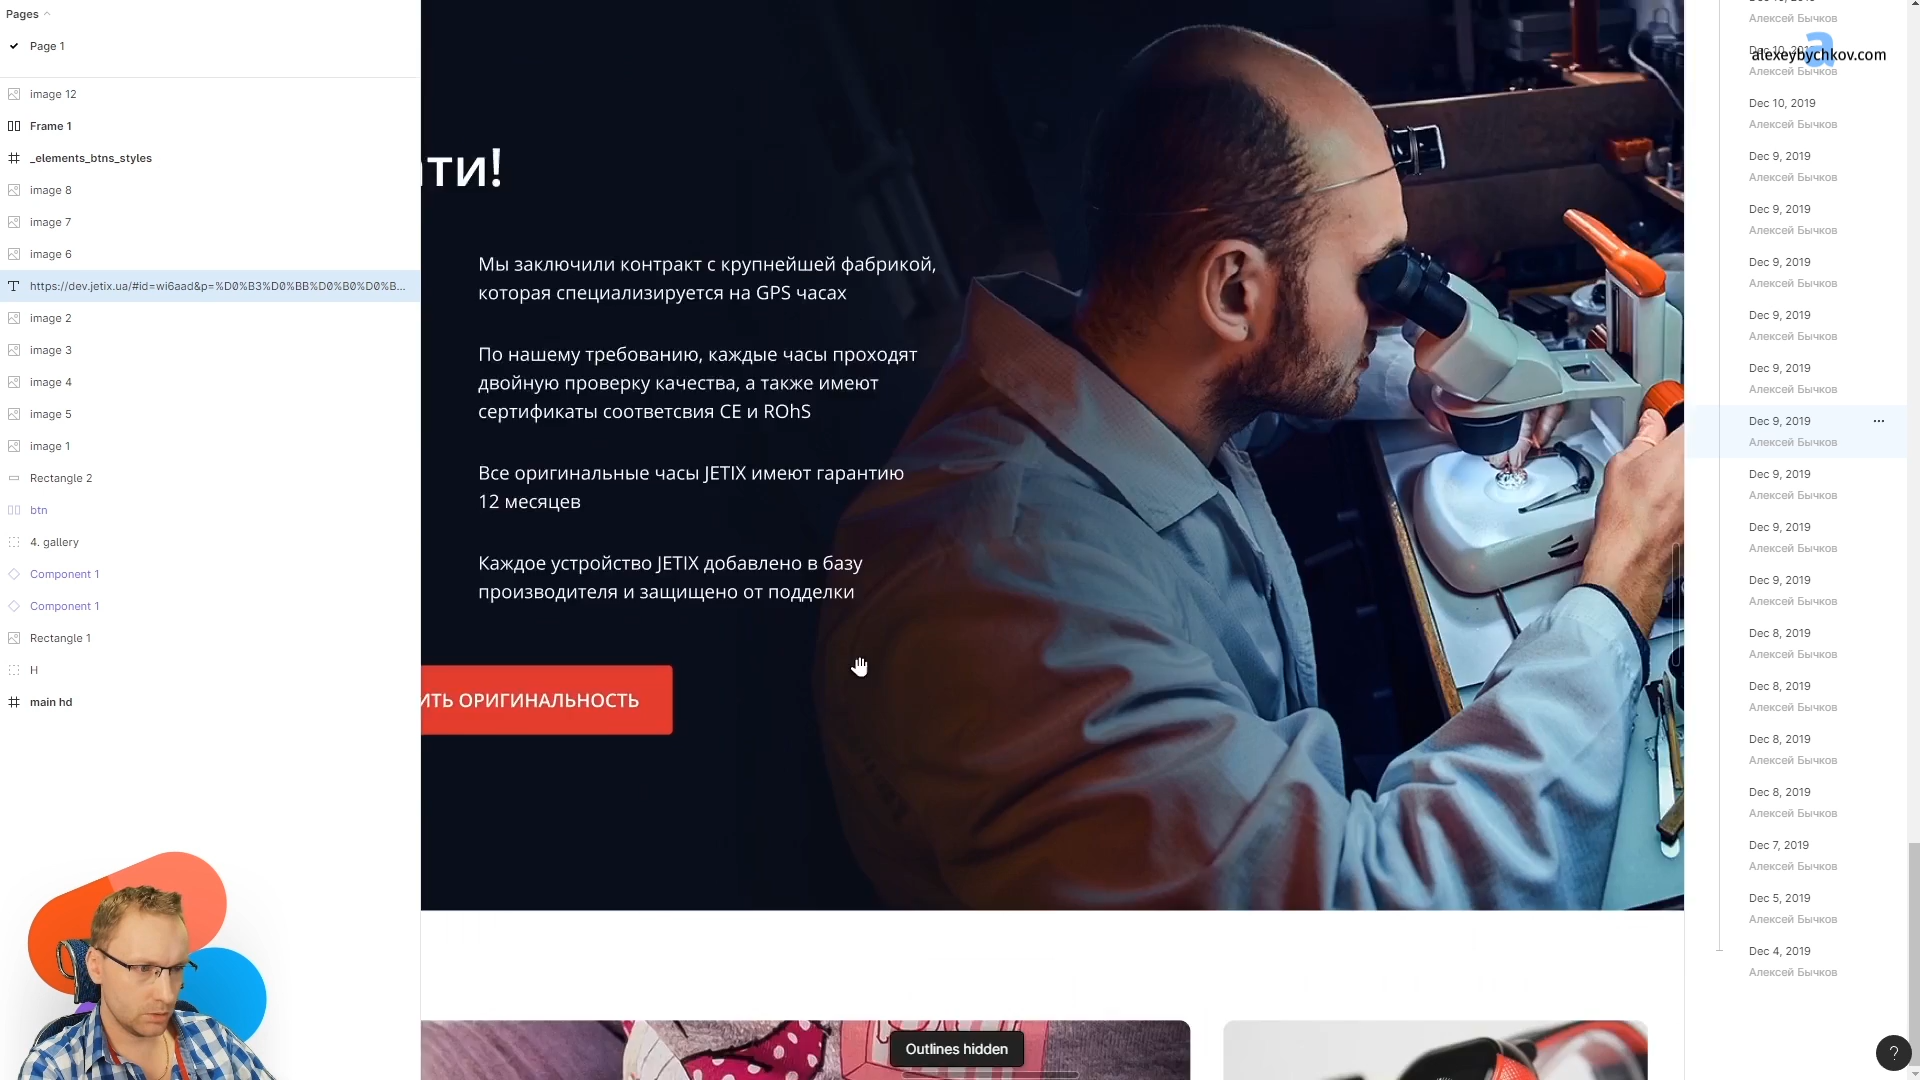 Pages
Page 1
image 12
Frame 1
_elements_btns_styles
image 8
image 7
image 6
https://dev.jetix.ua/#id=wi6aad&p=%D0%B3%D0%BB%D0%B0%D0%B...
image 2
image 3
image 4
image 5
image 1
Rectangle 2
btn
4. gallery
Component 1
Component 1
Rectangle 1
H
main hd
ти!
Мы заключили контракт с крупнейшей фабрикой,
которая специализируется на GPS часах
По нашему требованию, каждые часы проходят
двойную проверку качества, а также имеют
сертификаты соответсвия CE и ROhS
Все оригинальные часы JETIX имеют гарантию
12 месяцев
Каждое устройство JETIX добавлено в базу
производителя и защищено от подделки
ИТЬ ОРИГИНАЛЬНОСТЬ
Outlines hidden
Алексей Бычков
alexeybychkov.com
Алексей Бычков
Dec 10, 2019
Алексей Бычков
Dec 9, 2019
Алексей Бычков
Dec 9, 2019
Алексей Бычков
Dec 9, 2019
Алексей Бычков
Dec 9, 2019
Алексей Бычков
Dec 9, 2019
Алексей Бычков
Dec 9, 2019
Алексей Бычков
Dec 9, 2019
Алексей Бычков
Dec 9, 2019
Алексей Бычков
Dec 9, 2019
Алексей Бычков
Dec 8, 2019
Алексей Бычков
Dec 8, 2019
Алексей Бычков
Dec 8, 2019
Алексей Бычков
Dec 8, 2019
Алексей Бычков
Dec 7, 2019
Алексей Бычков
Dec 5, 2019
Алексей Бычков
Dec 4, 2019
Алексей Бычков
?